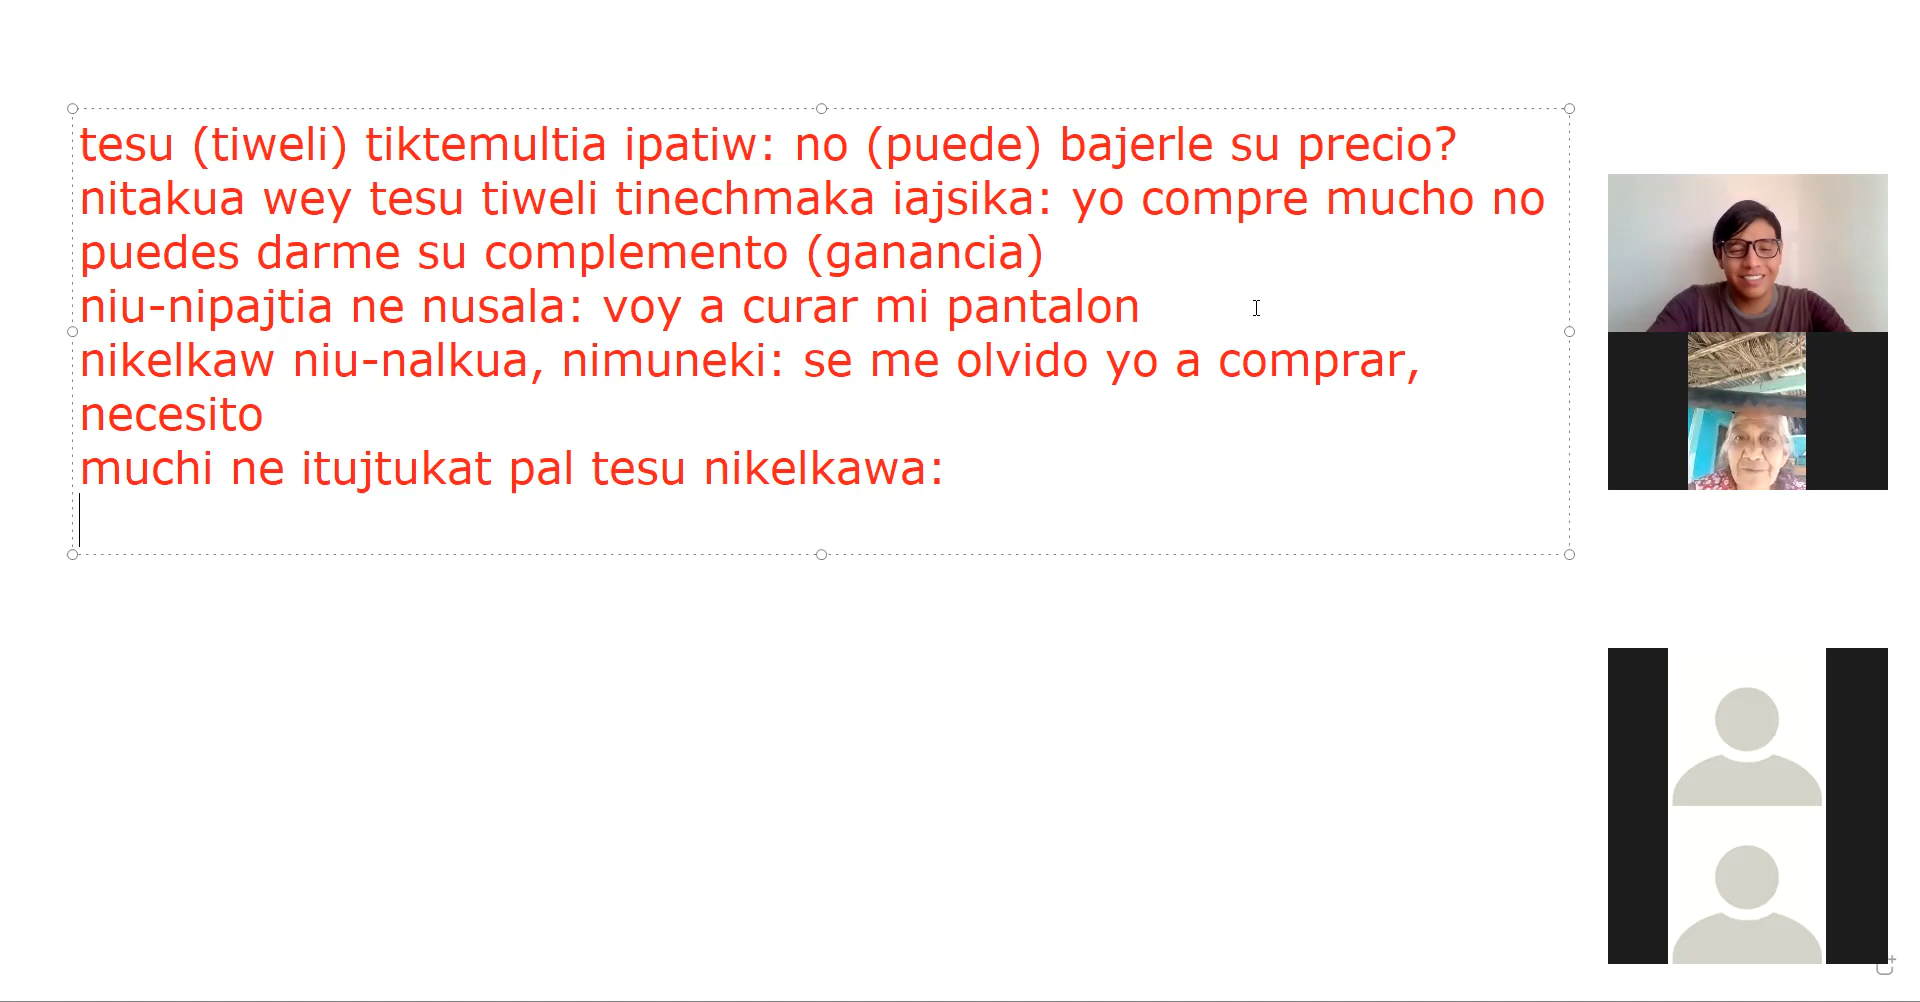 tesu (tiweli) tiktemultia ipatiw: no (puede) bajerle su precio?
nitakua wey tesu tiweli tinechmaka iajsika: yo compre mucho no
puedes darme su complemento (ganancia)
niu-nipajtia ne nusala: voy a curar mi pantalon
nikelkaw niu-nalkua, nimuneki: se me olvido yo a comprar,
necesito
muchi ne itujtukat pal tesu nikelkawa: